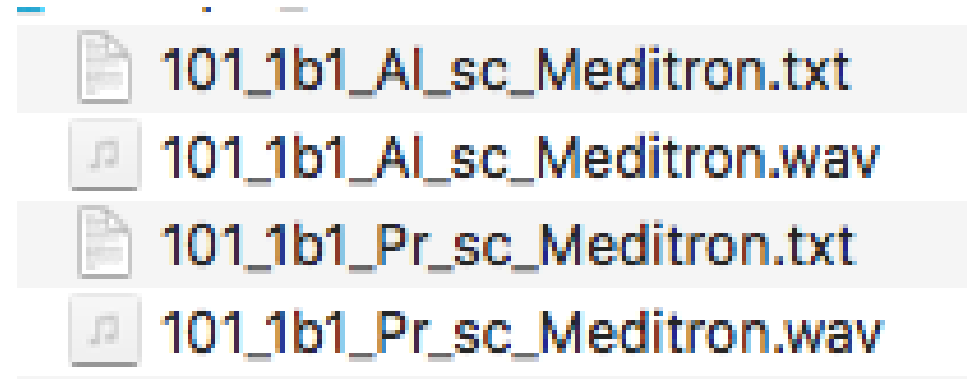 101_1b1_Al_sc_Meditron.txt
101_1b1_Al_sc_Meditron.wav
101_1b1_Pr_sc_Meditron.txt
101_1b1_Pr_sc_Meditron.wav